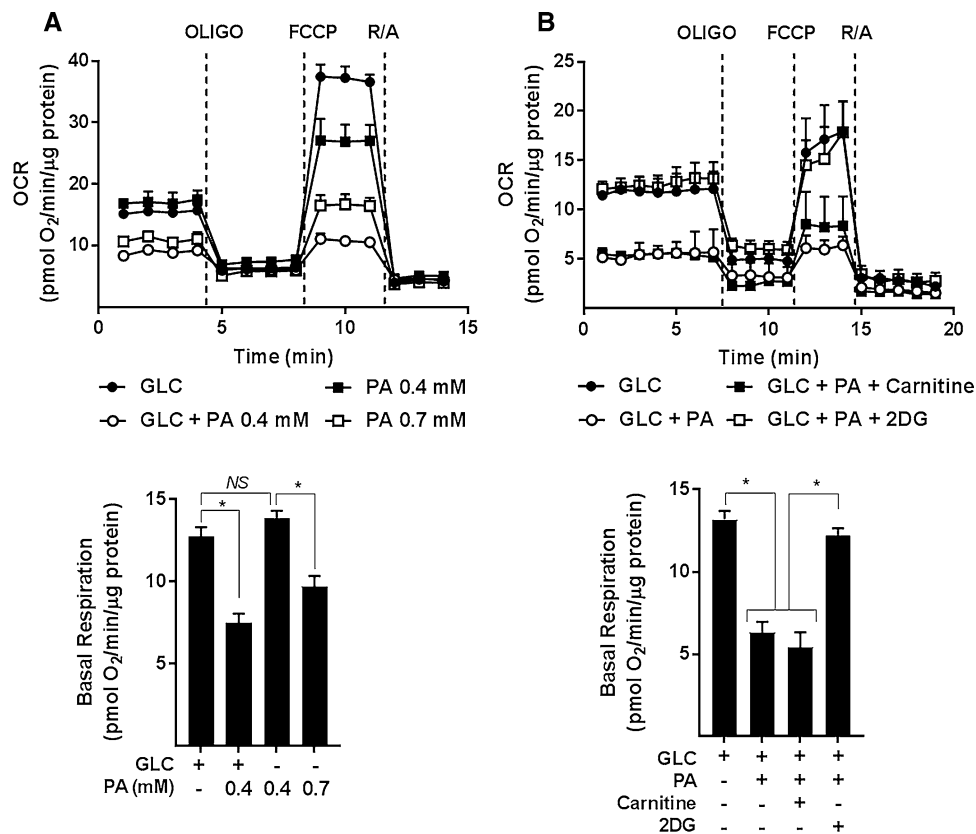 A
OLIGO FCCP R/A
40
30
20
10
OCR
(pmol O2/min/μg protein)
0 5 10 15
Time (min)
GLC
PA 0.4 mM
GLC + PA 0.4 mM
PA 0.7 mM
B
OLIGO FCCP R/A
25
20
15
10
5
OCR
(pmol O2/min/μg protein)
0 5 10 15 20
Time (min)
GLC
GLC + PA + Carnitine
GLC + PA
GLC + PA + 2DG
NS
*
*
15
10
5
Basal Respiration
(pmol O2/min/μg protein)
GLC + + - -
PA (mM) - 0.4 0.4 0.7
*
*
15
10
5
Basal Respiration
(pmol O2/min/μg protein)
GLC + + + +
PA - + + +
Carnitine - - + -
2DG - - - +